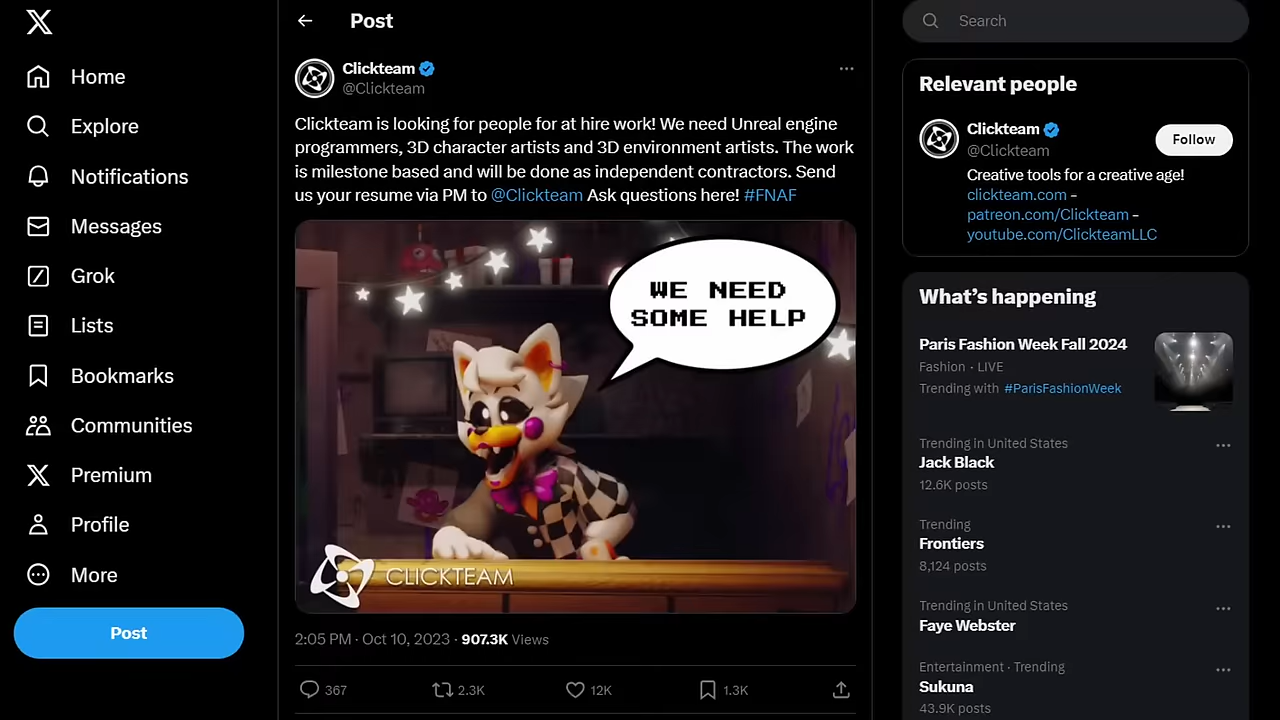 Home
Explore
Notifications
Messages
Grok
Lists
Bookmarks
Communities
Premium
Profile
More
Post
Post
Clickteam
@Clickteam
Clickteam is looking for people for at hire work! We need Unreal engine
programmers, 3D character artists and 3D environment artists. The work
is milestone based and will be done as independent contractors. Send
us your resume via PM to @Clickteam Ask questions here! #FNAF
WE NEED
SOME HELP
CLICKTEAM
2:05 PM · Oct 10, 2023 · 907.3K Views
367 2.3K 12K 1.3K
Search
Relevant people
Clickteam
@Clickteam
Follow
Creative tools for a creative age!
clickteam.com –
patreon.com/Clickteam –
youtube.com/ClickteamLLC
What's happening
Paris Fashion Week Fall 2024
Fashion · LIVE
Trending with #ParisFashionWeek
Trending in United States
Jack Black
12.6K posts
Trending
Frontiers
8,124 posts
Trending in United States
Faye Webster
Entertainment · Trending
Sukuna
43.9K posts